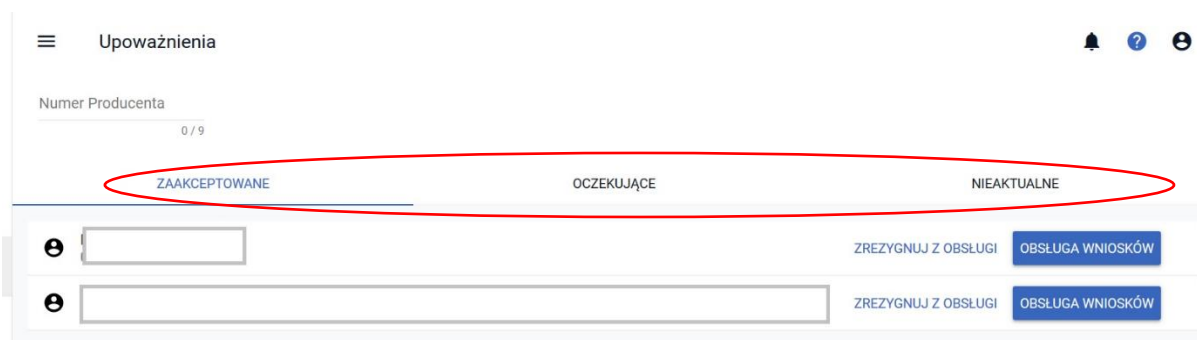 Upoważnienia
?
Numer Producenta
0 / 9
ZAAKCEPTOWANE OCZEKUJĄCE NIEAKTUALNE
ZREZYGNUJ Z OBSŁUGI OBSŁUGA WNIOSKÓW
ZREZYGNUJ Z OBSŁUGI OBSŁUGA WNIOSKÓW